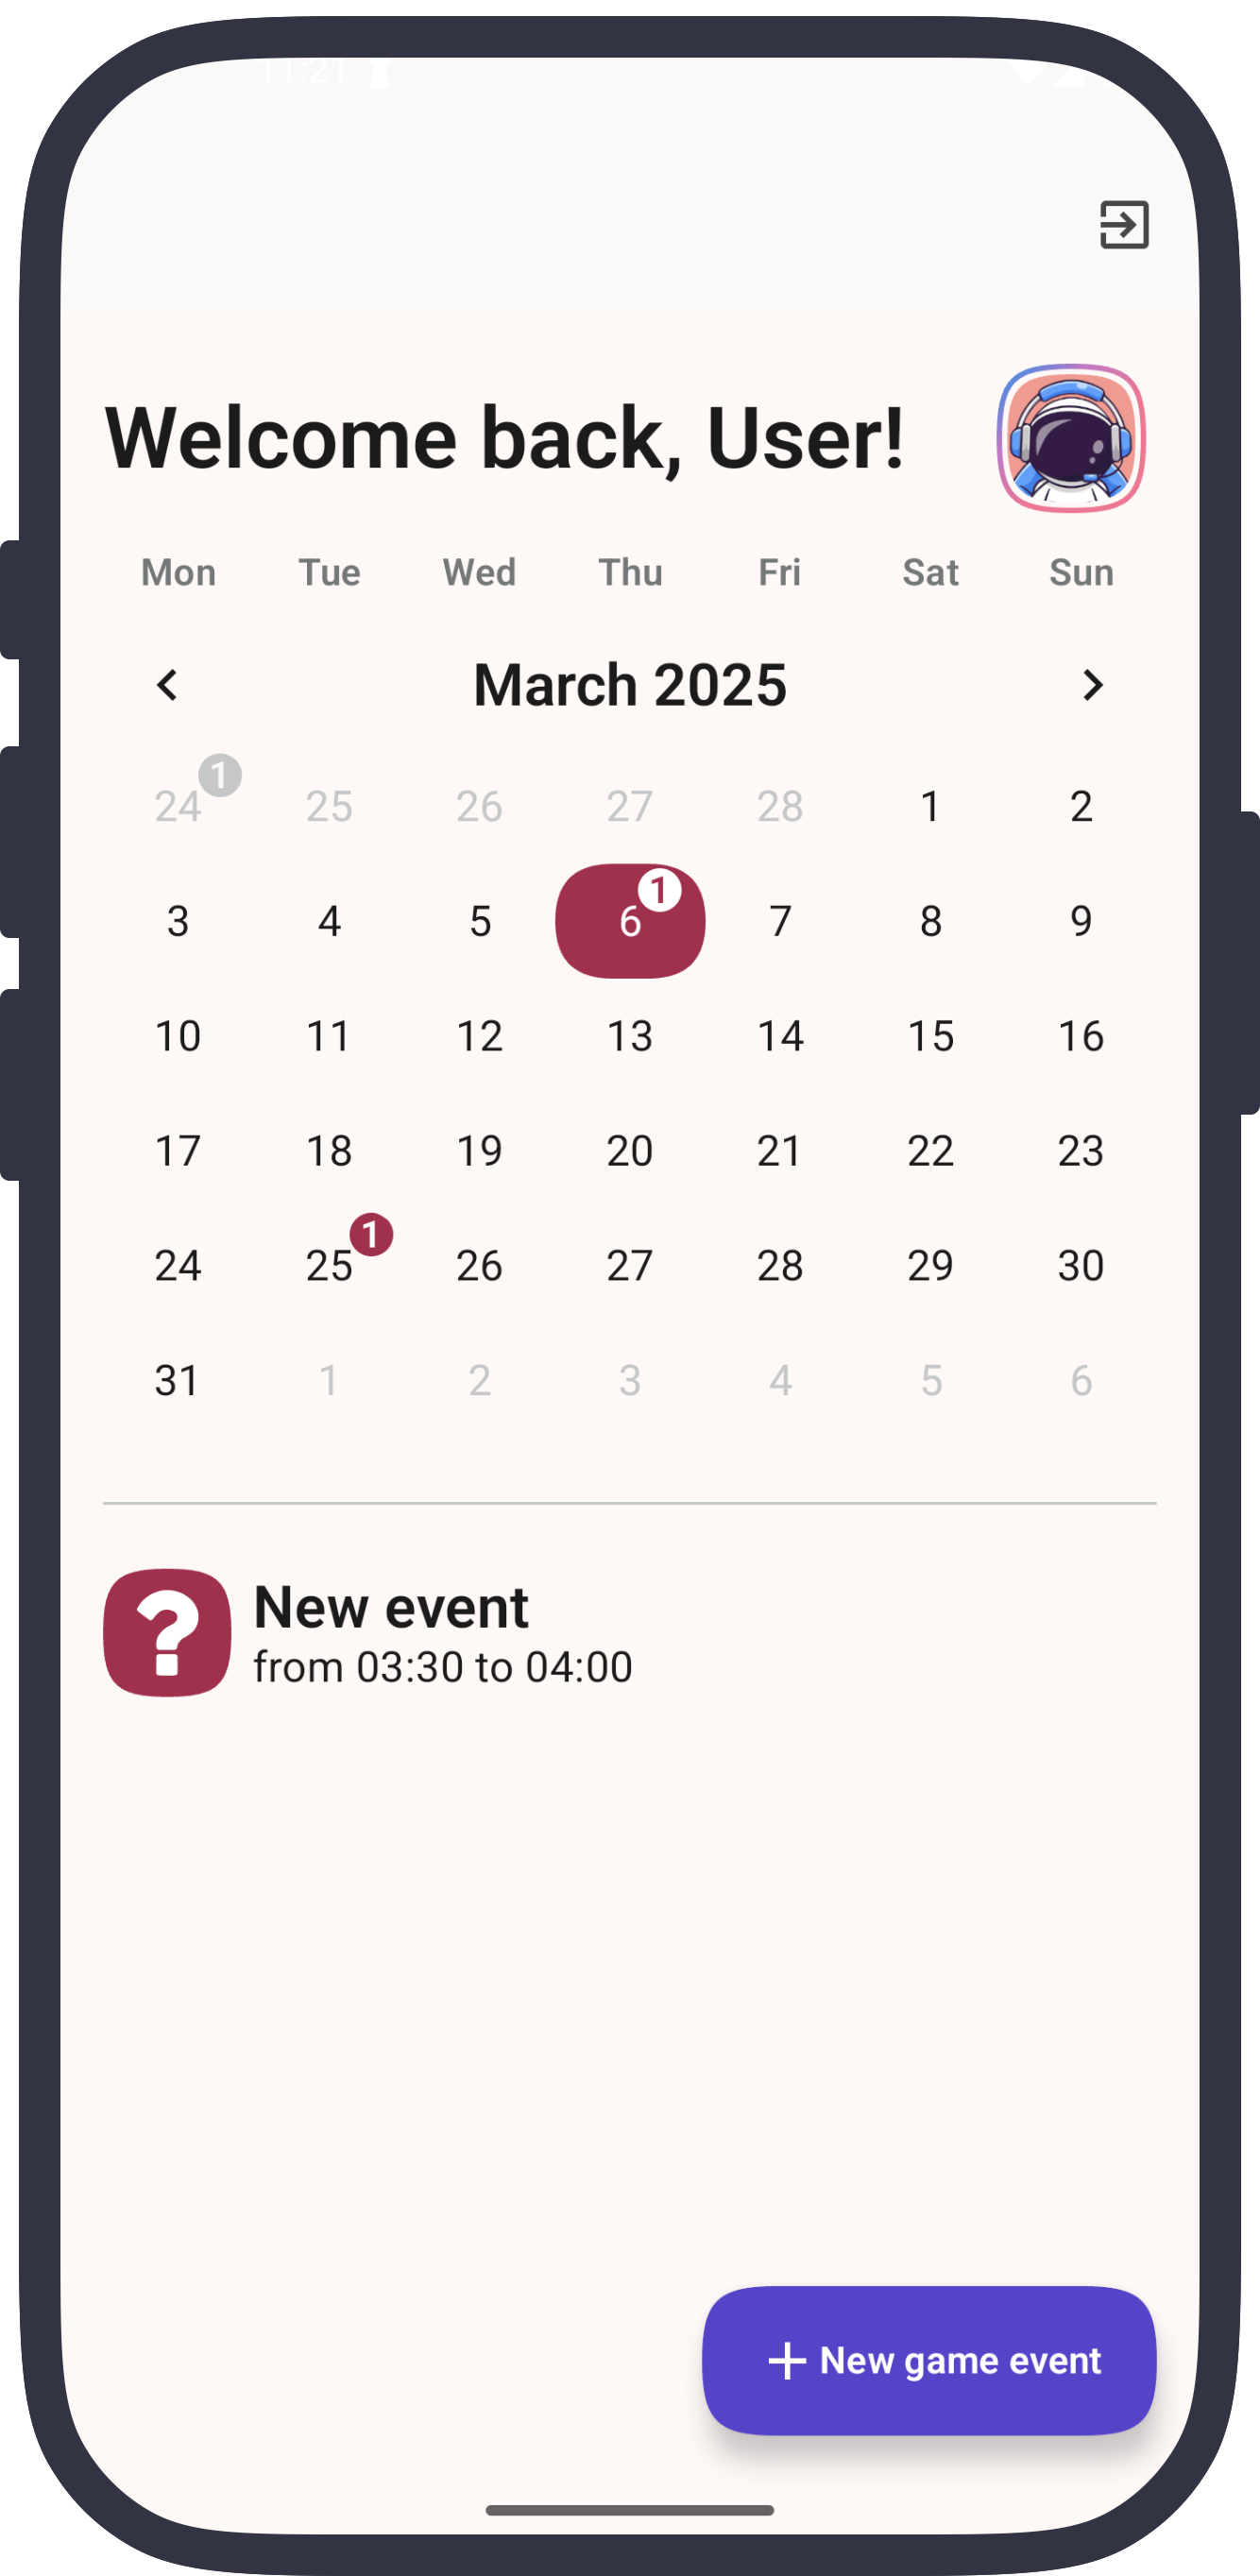 11:21
Welcome back, User!
Mon Tue Wed Thu Fri Sat Sun
March 2025
24 1 25 26 27 28 1 2
3 4 5 6 1 7 8 9
10 11 12 13 14 15 16
17 18 19 20 21 22 23
24 25 1 26 27 28 29 30
31 1 2 3 4 5 6
?
New event
from 03:30 to 04:00
+ New game event